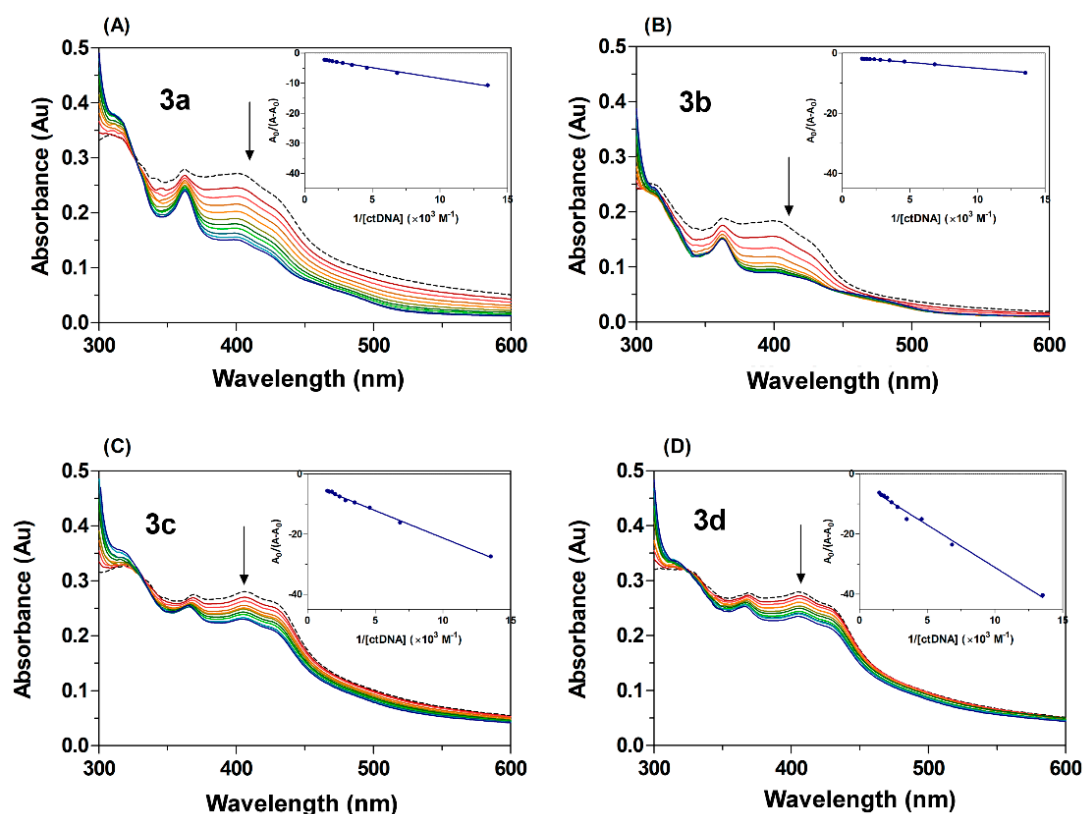 (A)
0.5
0.4
0.3
0.2
0.1
0.0
Absorbance (Au)
300
400
500
600
Wavelength (nm)
3a
0
-10
-20
-30
-40
A₀/(A-A₀)
0
5
10
15
1/[ctDNA] (×10³ M⁻¹)
(B)
0.5
0.4
0.3
0.2
0.1
0.0
Absorbance (Au)
300
400
500
600
Wavelength (nm)
3b
0
-20
-40
A₀/(A-A₀)
0
5
10
15
1/[ctDNA] (×10³ M⁻¹)
(C)
0.5
0.4
0.3
0.2
0.1
0.0
Absorbance (Au)
300
400
500
600
Wavelength (nm)
3c
0
-20
-40
A₀/(A-A₀)
0
5
10
15
1/[ctDNA] (×10³ M⁻¹)
(D)
0.5
0.4
0.3
0.2
0.1
0.0
Absorbance (Au)
300
400
500
600
Wavelength (nm)
3d
0
-20
-40
A₀/(A-A₀)
0
5
10
15
1/[ctDNA] (×10³ M⁻¹)